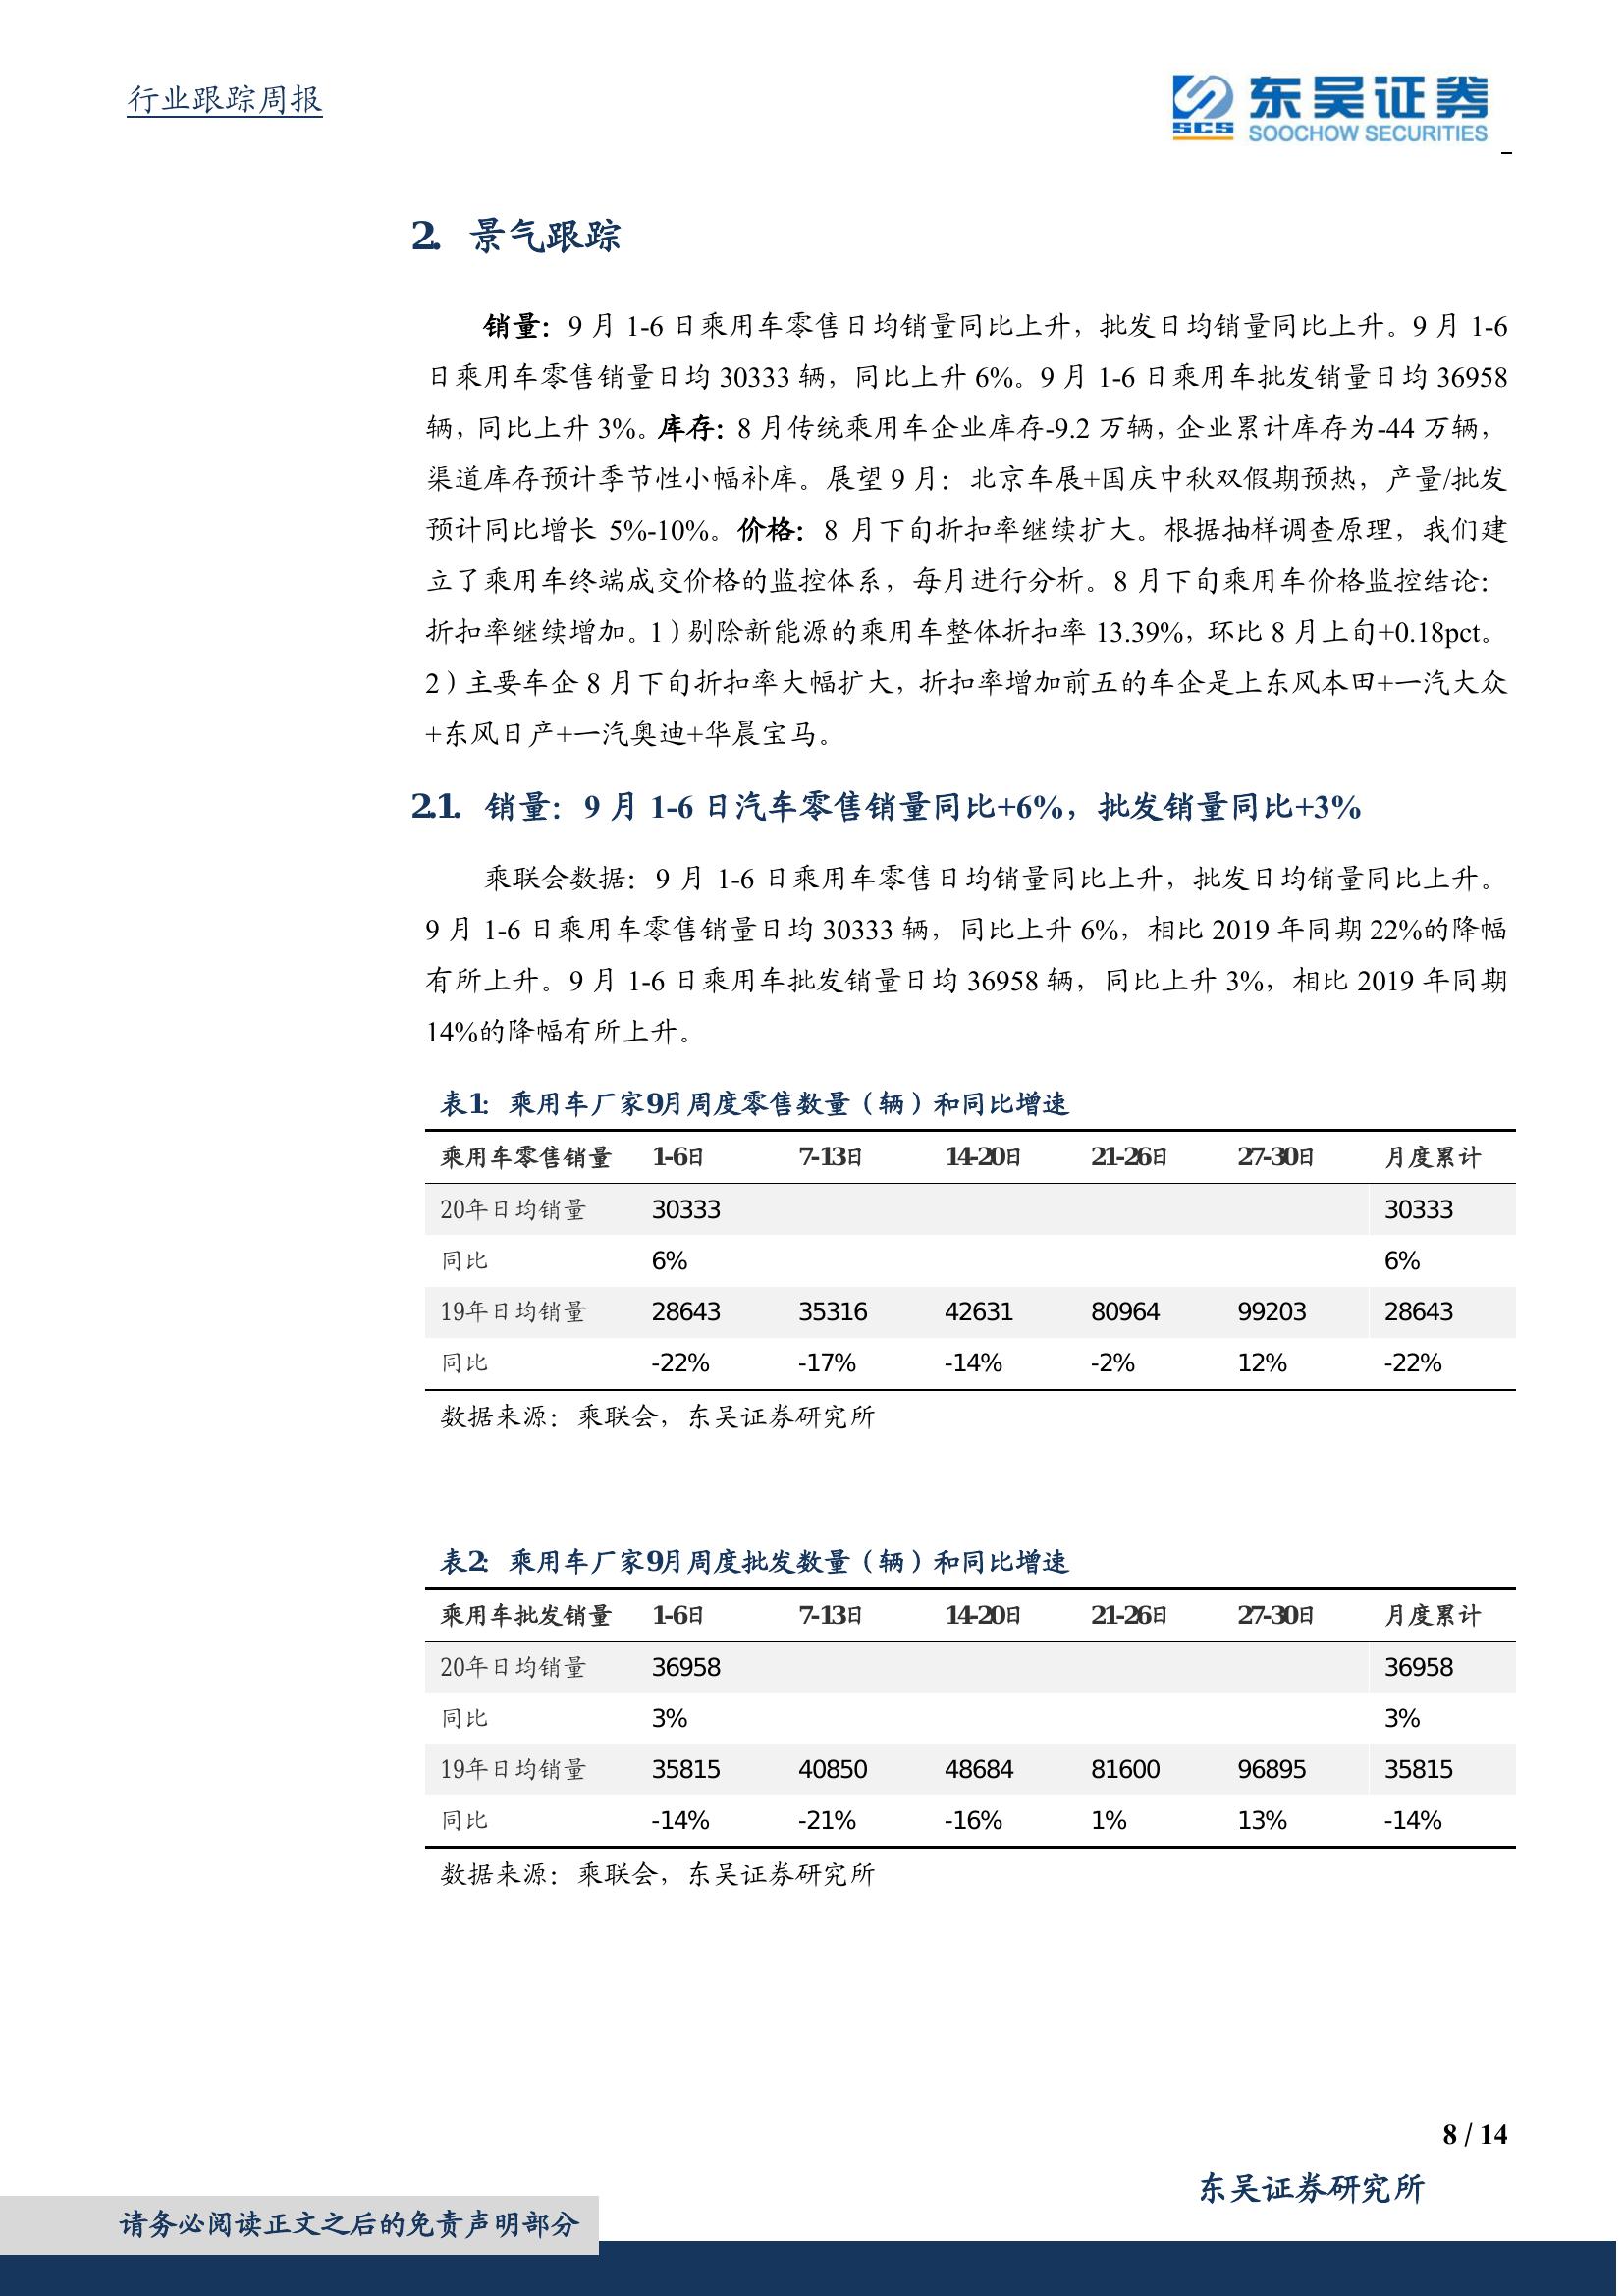 行业跟踪周报
SCS 东吴证券
SOOCHOW SECURITIES
2. 景气跟踪
销量：9 月 1-6 日乘用车零售日均销量同比上升，批发日均销量同比上升。9 月 1-6
日乘用车零售销量日均 30333 辆，同比上升 6%。9 月 1-6 日乘用车批发销量日均 36958
辆，同比上升 3%。库存：8 月传统乘用车企业库存-9.2 万辆，企业累计库存为-44 万辆，
渠道库存预计季节性小幅补库。展望 9 月：北京车展+国庆中秋双假期预热，产量/批发
预计同比增长 5%-10%。价格：8 月下旬折扣率继续扩大。根据抽样调查原理，我们建
立了乘用车终端成交价格的监控体系，每月进行分析。8 月下旬乘用车价格监控结论：
折扣率继续增加。1）剔除新能源的乘用车整体折扣率 13.39%，环比 8 月上旬+0.18pct。
2）主要车企 8 月下旬折扣率大幅扩大，折扣率增加前五的车企是上东风本田+一汽大众
+东风日产+一汽奥迪+华晨宝马。
2.1. 销量：9 月 1-6 日汽车零售销量同比+6%，批发销量同比+3%
乘联会数据：9 月 1-6 日乘用车零售日均销量同比上升，批发日均销量同比上升。
9 月 1-6 日乘用车零售销量日均 30333 辆，同比上升 6%，相比 2019 年同期 22%的降幅
有所上升。9 月 1-6 日乘用车批发销量日均 36958 辆，同比上升 3%，相比 2019 年同期
14%的降幅有所上升。
表1：乘用车厂家9月周度零售数量（辆）和同比增速
乘用车零售销量 1-6日 7-13日 14-20日 21-26日 27-30日 月度累计
20年日均销量 30333 30333
同比 6% 6%
19年日均销量 28643 35316 42631 80964 99203 28643
同比 -22% -17% -14% -2% 12% -22%
数据来源：乘联会，东吴证券研究所
表2：乘用车厂家9月周度批发数量（辆）和同比增速
乘用车批发销量 1-6日 7-13日 14-20日 21-26日 27-30日 月度累计
20年日均销量 36958 36958
同比 3% 3%
19年日均销量 35815 40850 48684 81600 96895 35815
同比 -14% -21% -16% 1% 13% -14%
数据来源：乘联会，东吴证券研究所
8 / 14
东吴证券研究所
请务必阅读正文之后的免责声明部分